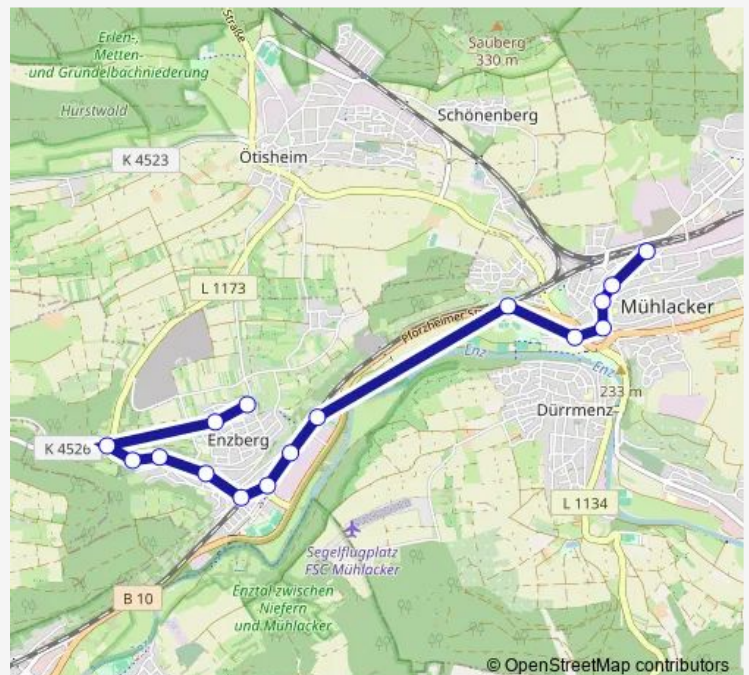 Straße
Erlen-,
Metten-
und Grundelbachniederung
Sauberg
330 m
Hurstwald
Schönenberg
K 4523
Ötisheim
L 1173
Mühlacker
Pforzheimer
Enz
Enz
233 m
Dürrmenz
Enzberg
K 4526
L 1134
Segelflugplatz
FSC Mühlacker
B 10
Enztal zwischen
Niefern
und Mühlacker
© OpenStreetMap contributors